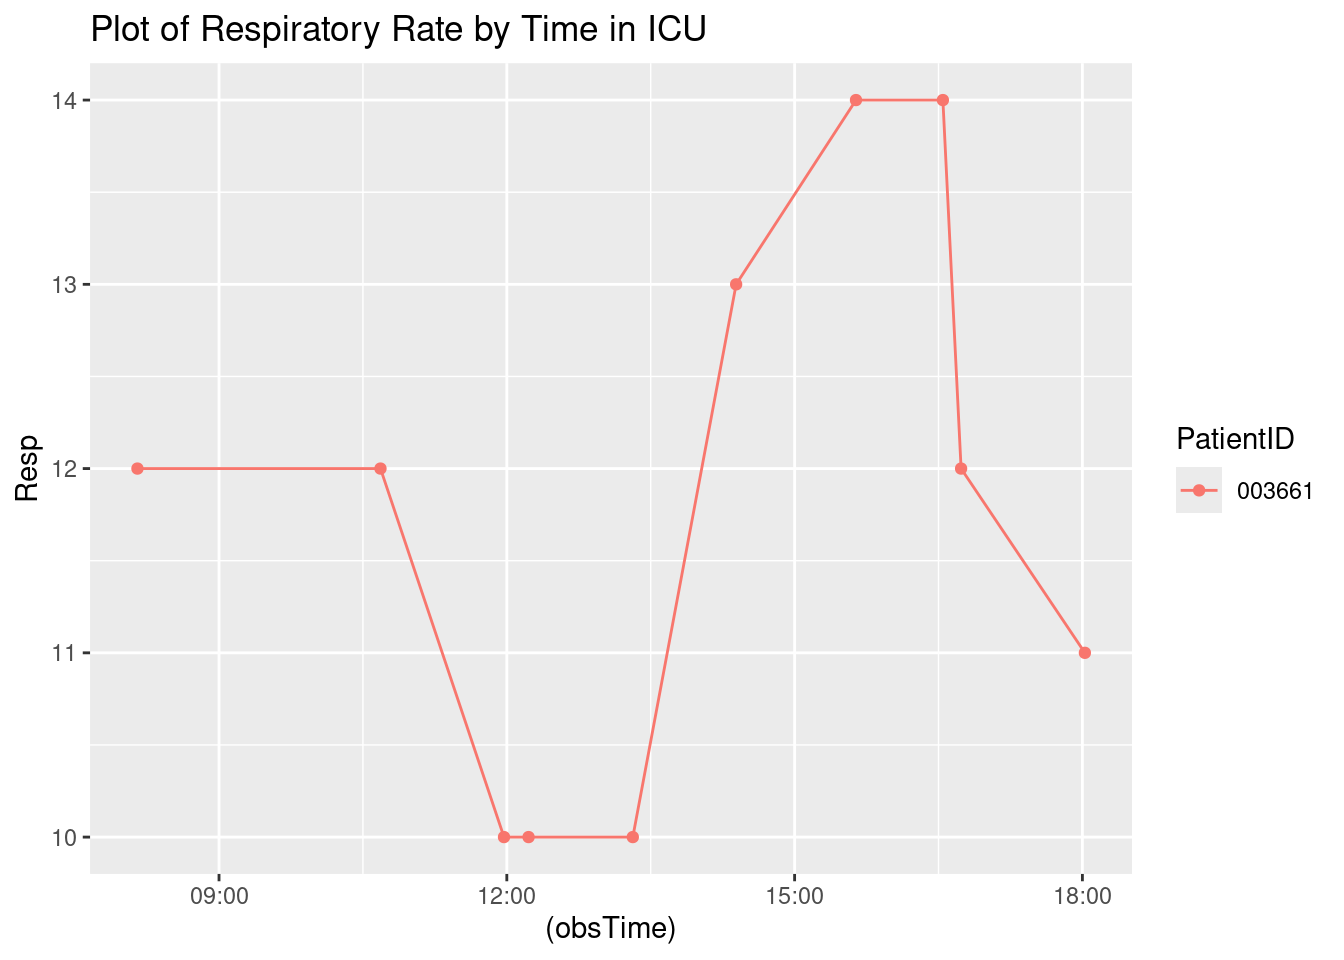 Plot of Respiratory Rate by Time in ICU
14
13
12
11
10
Resp
09:00 12:00 15:00 18:00
(obsTime)
PatientID
003661